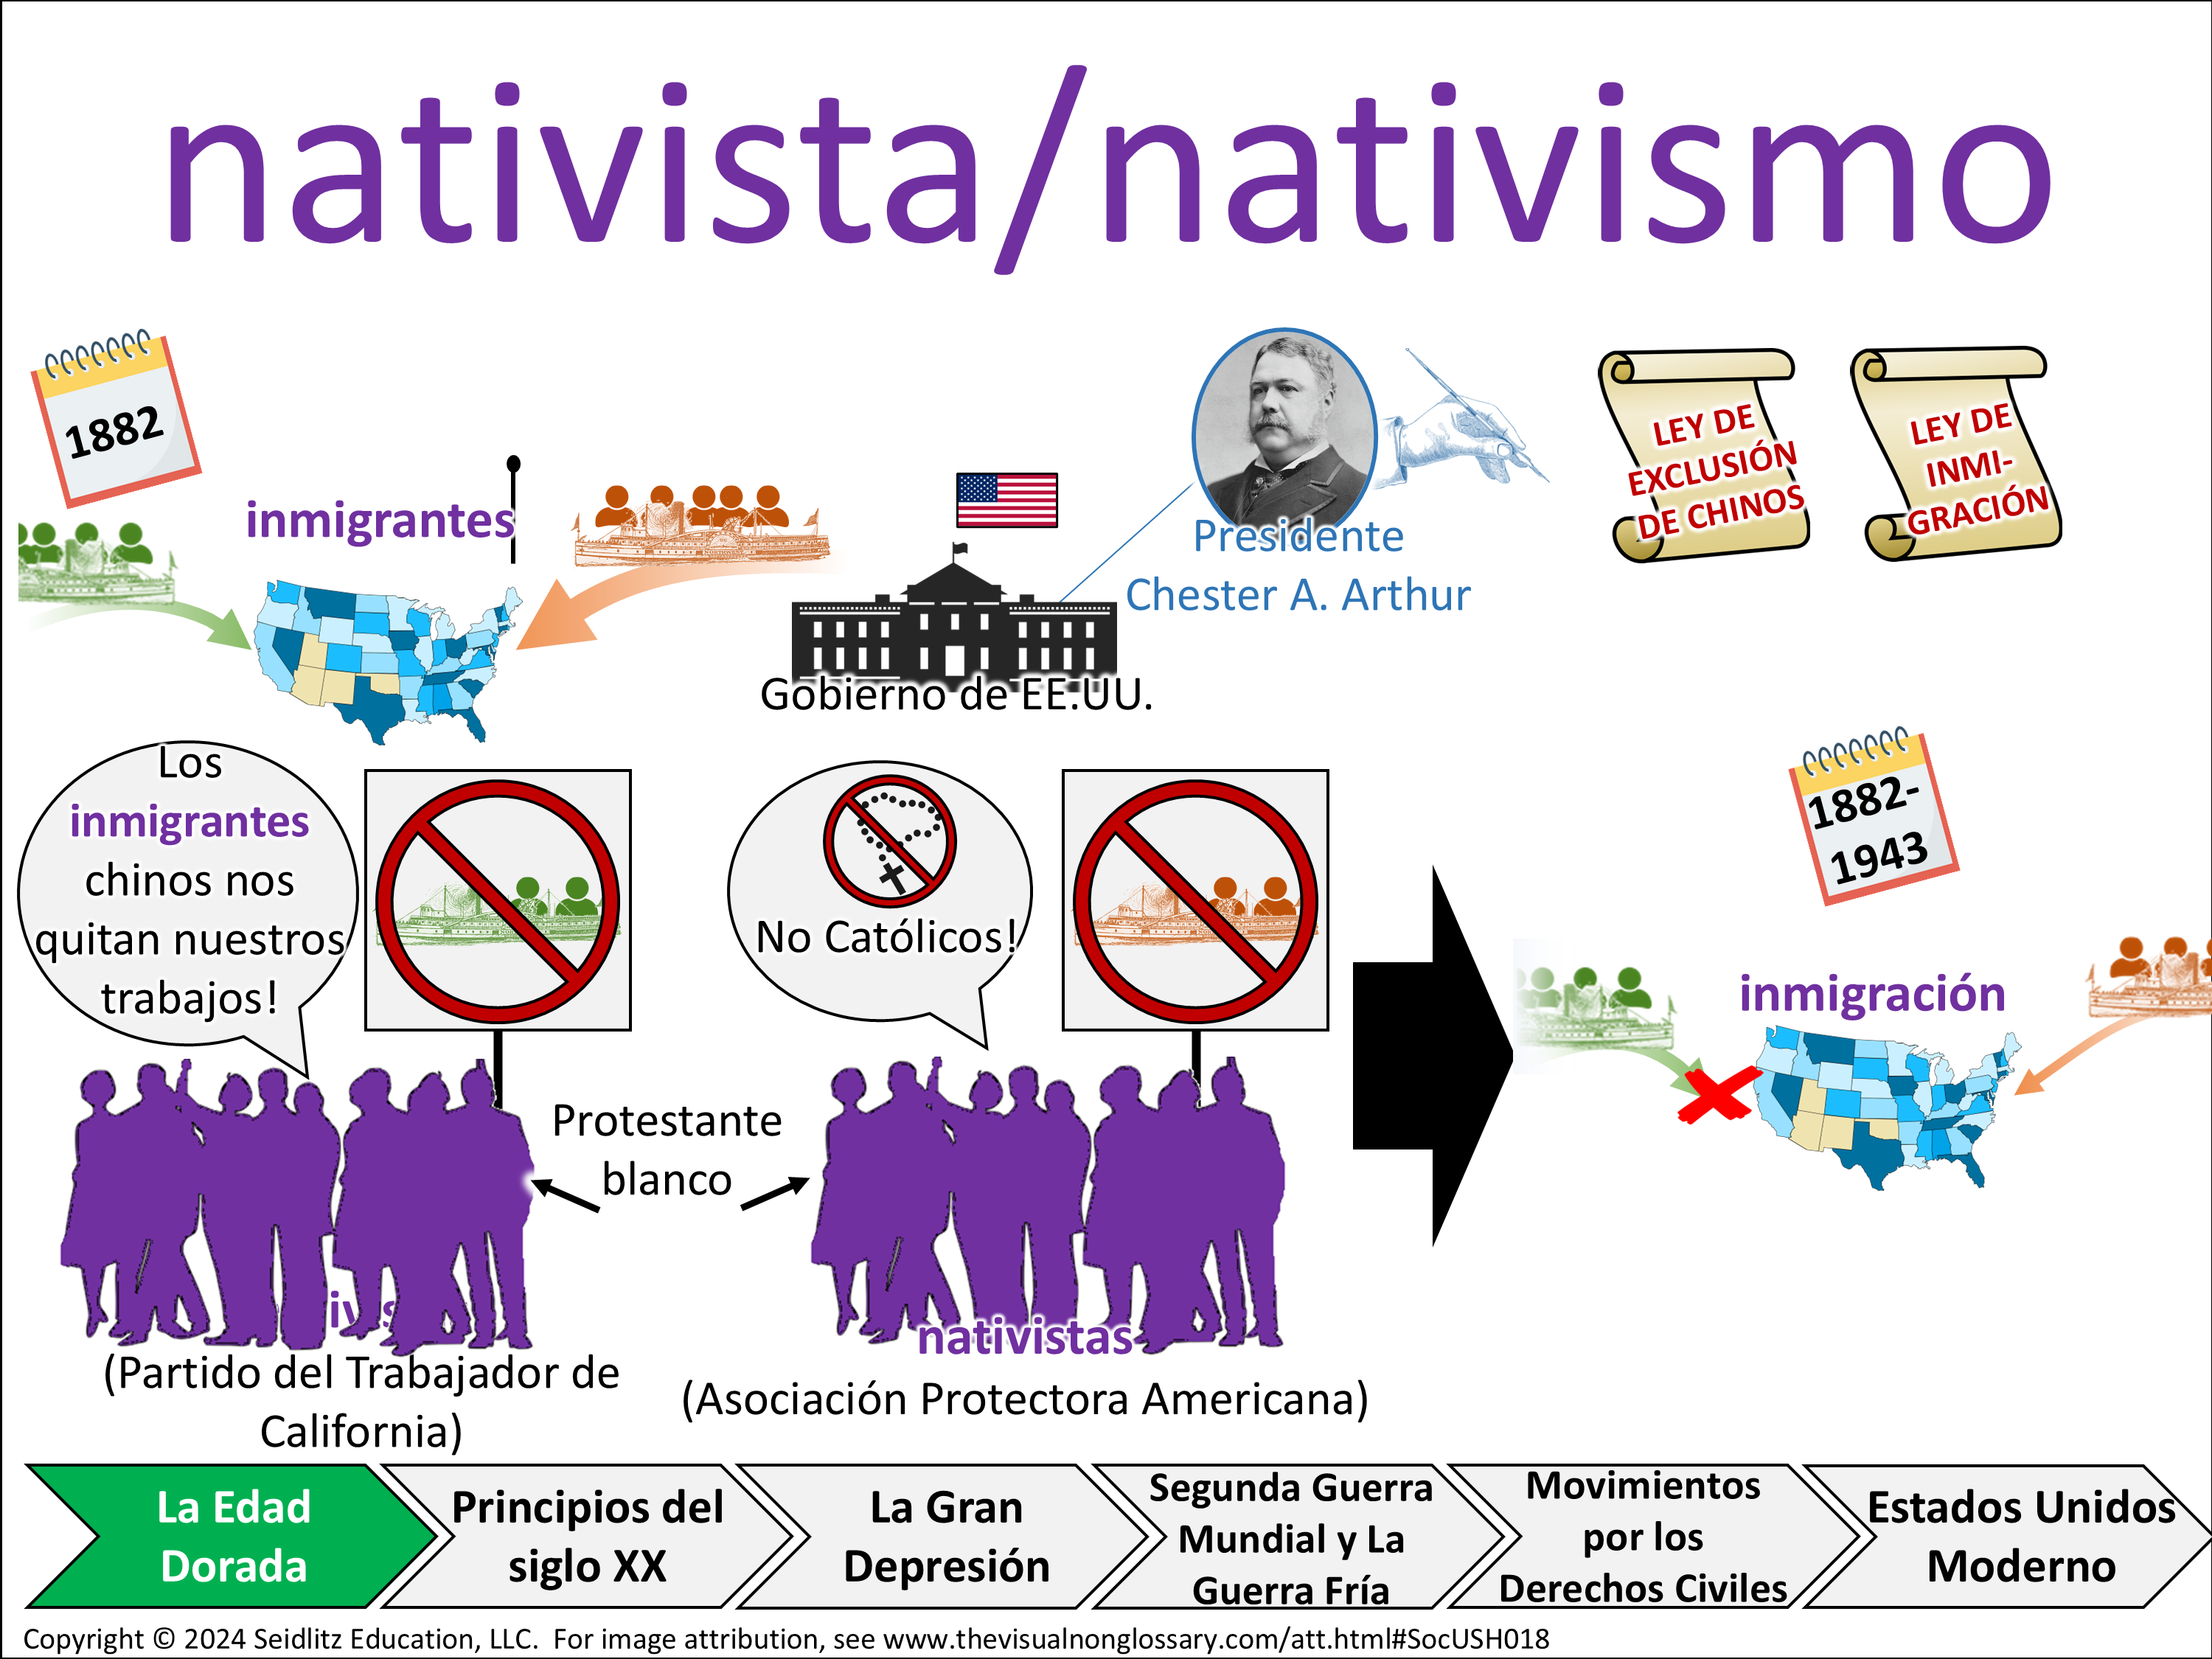 nativista/nativismo
1882
inmigrantes
Presidente
Chester A. Arthur
LEY DE
EXCLUSIÓN
DE CHINOS
LEY DE
INMI-
GRACIÓN
Gobierno de EE.UU.
Los
inmigrantes
chinos nos
quitan nuestros
trabajos!
No Católicos!
1882-
1943
inmigración
Protestante
blanco
nativistas
(Partido del Trabajador de
California)
(Asociación Protectora Americana)
La Edad
Dorada
Principios del
siglo XX
La Gran
Depresión
Segunda Guerra
Mundial y La
Guerra Fría
Movimientos
por los
Derechos Civiles
Estados Unidos
Moderno
Copyright © 2024 Seidlitz Education, LLC.  For image attribution, see www.thevisualnonglossary.com/att.html#SocUSH018